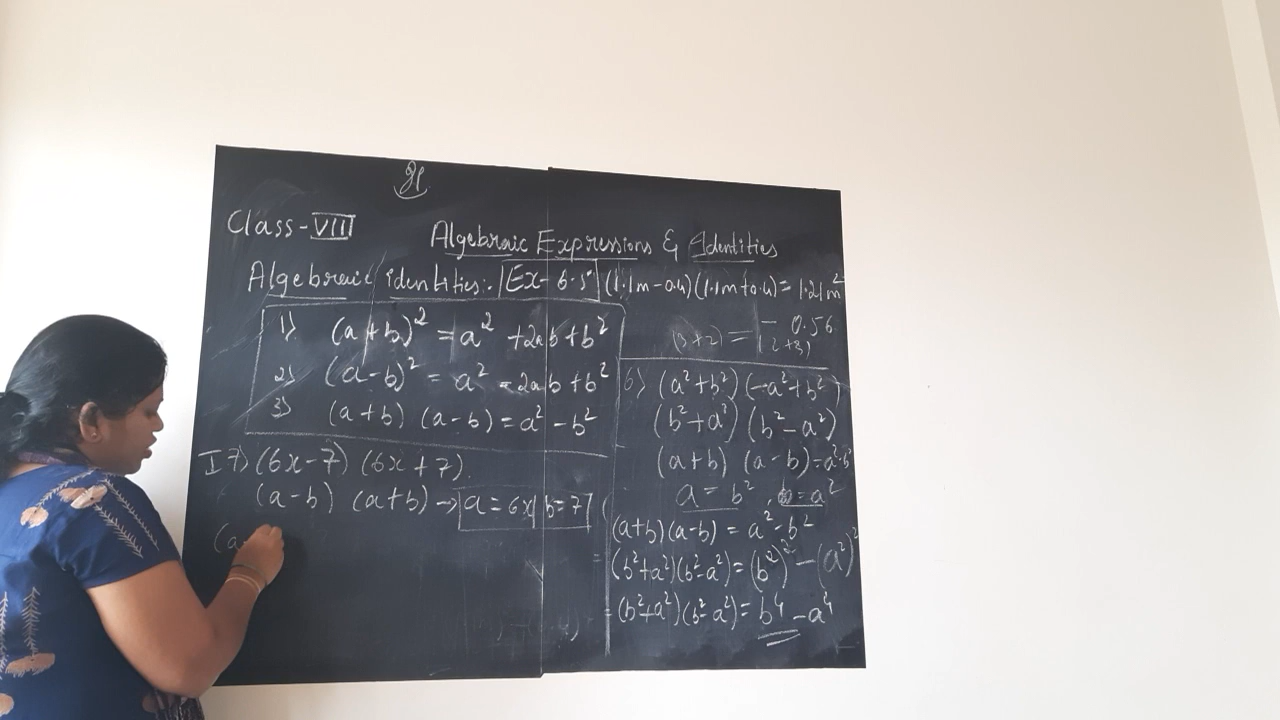 Class-VIII
Algebraic Expressions & Identities
Algebraic identities:- Ex-6.5
1) (a+b)² = a² +2ab+b²
2) (a-b)² = a² -2ab+b²
3) (a+b) (a-b) = a² -b²
I 7) (6x-7) (6x+7).
(a-b) (a+b) → a=6x b=7
(a
(1.1m-0.4)(1.1m+0.4)= 1.21m²
- 0.56
6) (a²+b²)(-a²+b²)
(b²+a²) (b²-a²)
(a+b) (a-b)=a²-b²
a = b², b=a²
(a+b)(a-b) = a²-b²
= (b²+a²)(b²-a²)= (b²)² -(a²)²
= (b²+a²)(b²-a²)= b⁴ -a⁴